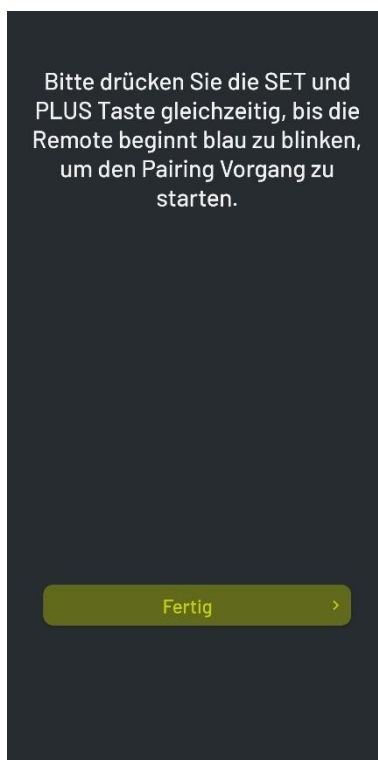 Bitte drücken Sie die SET und
PLUS Taste gleichzeitig, bis die
Remote beginnt blau zu blinken,
um den Pairing Vorgang zu
starten.
Fertig